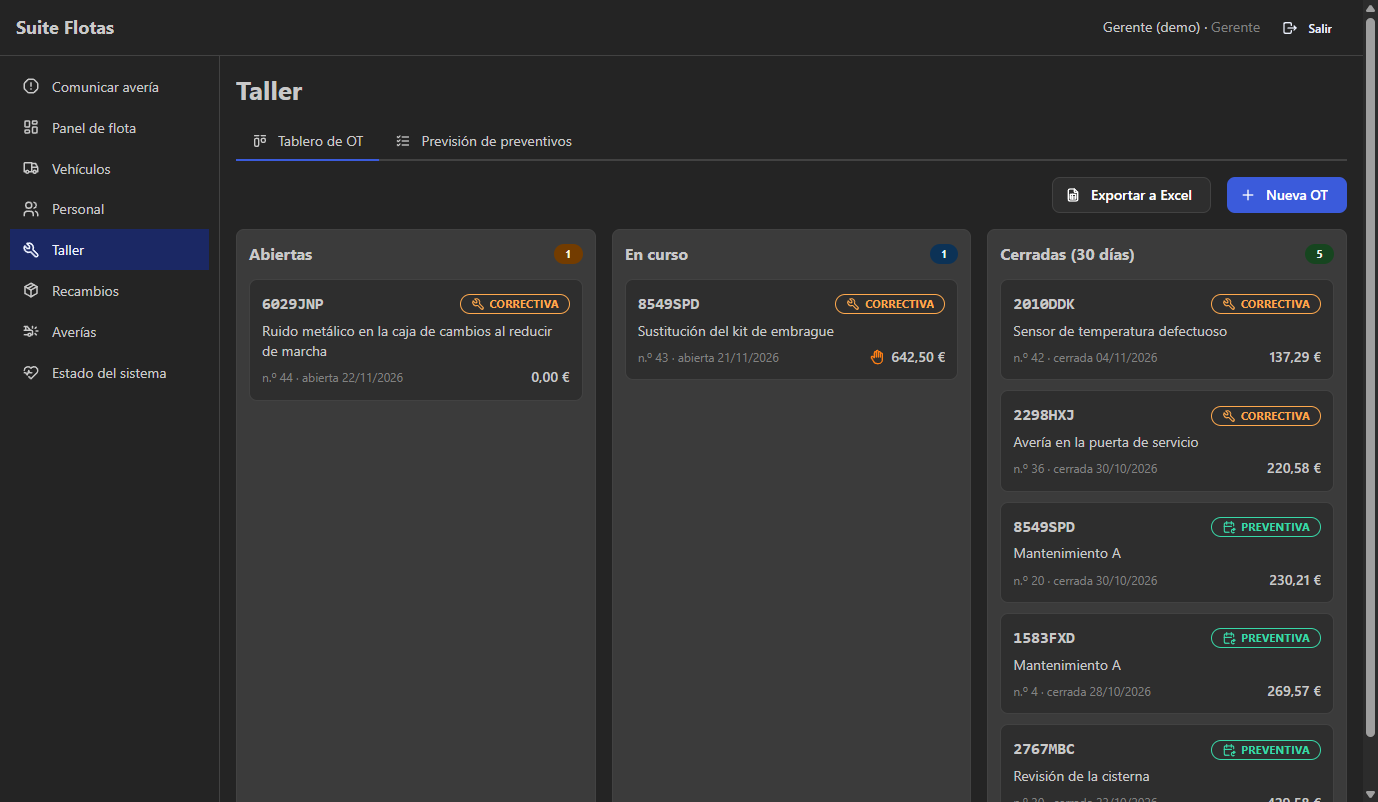 Suite Flotas
Gerente (demo) · Gerente
Salir
Comunicar avería
Panel de flota
Vehículos
Personal
Taller
Recambios
Averías
Estado del sistema
Taller
Tablero de OT
Previsión de preventivos
Exportar a Excel
Nueva OT
Abiertas
1
6029JNP
CORRECTIVA
Ruido metálico en la caja de cambios al reducir
de marcha
n.º 44 · abierta 22/11/2026
0,00 €
En curso
1
8549SPD
CORRECTIVA
Sustitución del kit de embrague
n.º 43 · abierta 21/11/2026
642,50 €
Cerradas (30 días)
5
2010DDK
CORRECTIVA
Sensor de temperatura defectuoso
n.º 42 · cerrada 04/11/2026
137,29 €
2298HXJ
CORRECTIVA
Avería en la puerta de servicio
n.º 36 · cerrada 30/10/2026
220,58 €
8549SPD
PREVENTIVA
Mantenimiento A
n.º 20 · cerrada 30/10/2026
230,21 €
1583FXD
PREVENTIVA
Mantenimiento A
n.º 4 · cerrada 28/10/2026
269,57 €
2767MBC
PREVENTIVA
Revisión de la cisterna